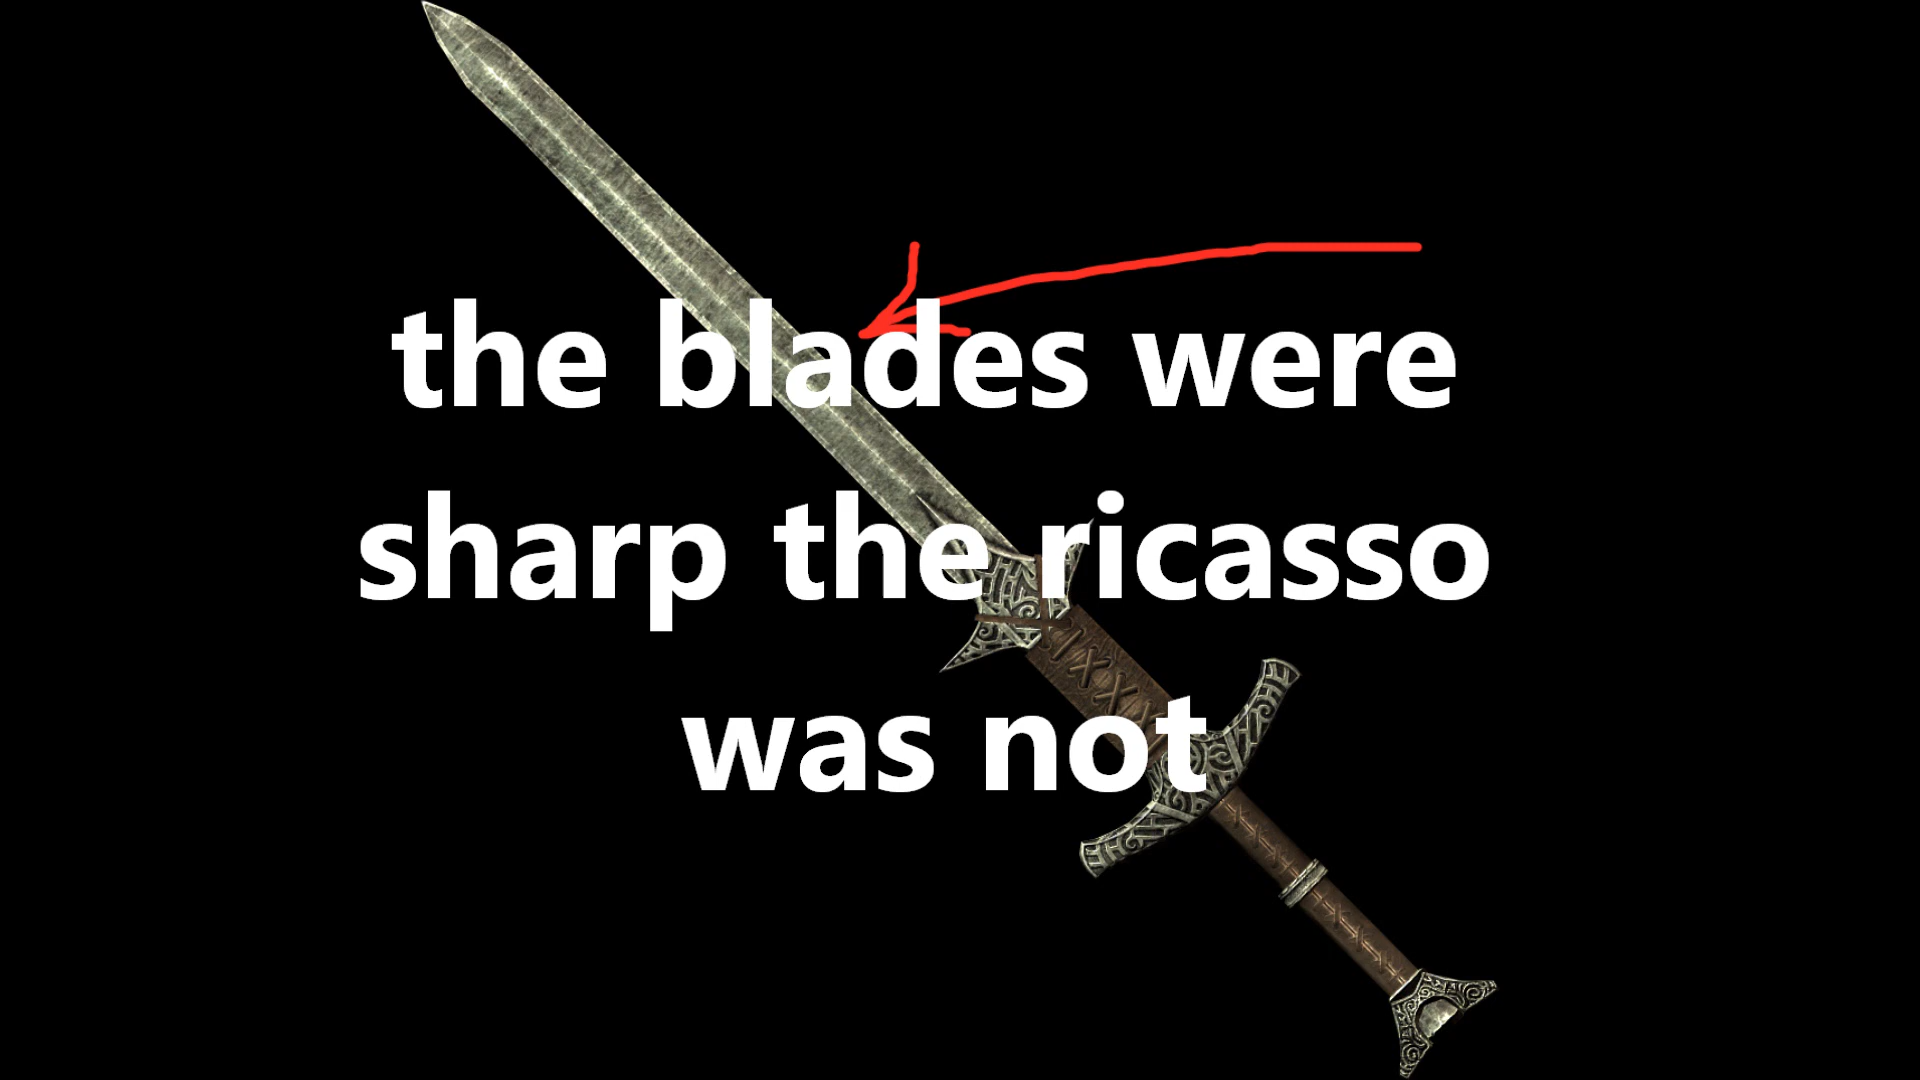 the blades were
sharp the ricasso
was not